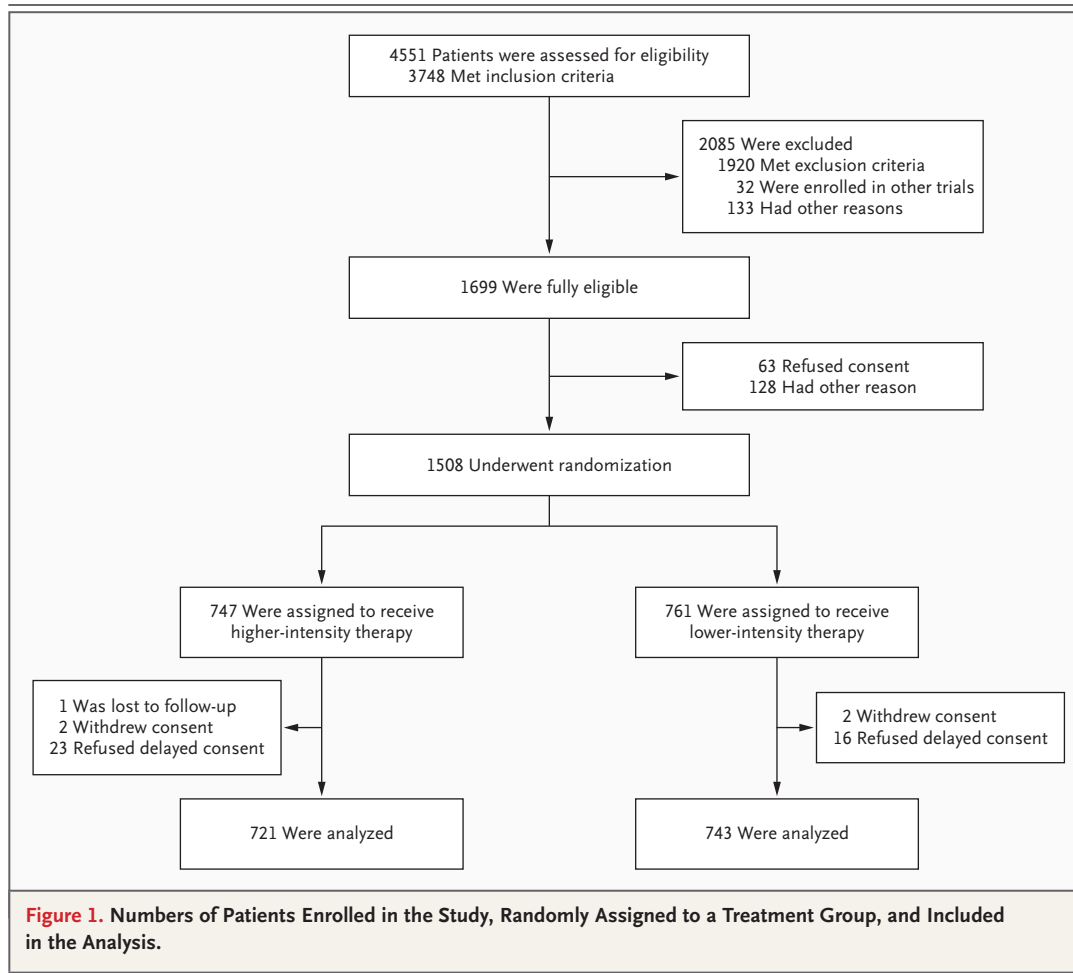 4551 Patients were assessed for eligibility
3748 Met inclusion criteria
2085 Were excluded
1920 Met exclusion criteria
32 Were enrolled in other trials
133 Had other reasons
1699 Were fully eligible
63 Refused consent
128 Had other reason
1508 Underwent randomization
747 Were assigned to receive
higher-intensity therapy
761 Were assigned to receive
lower-intensity therapy
1 Was lost to follow-up
2 Withdrew consent
23 Refused delayed consent
2 Withdrew consent
16 Refused delayed consent
721 Were analyzed
743 Were analyzed
Figure 1. Numbers of Patients Enrolled in the Study, Randomly Assigned to a Treatment Group, and Included
in the Analysis.